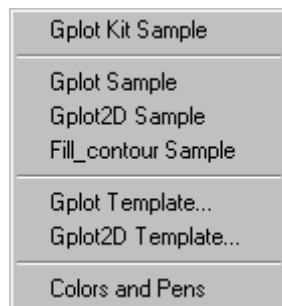 Gplot Kit Sample
Gplot Sample
Gplot2D Sample
Fill_contour Sample
Gplot Template...
Gplot2D Template...
Colors and Pens